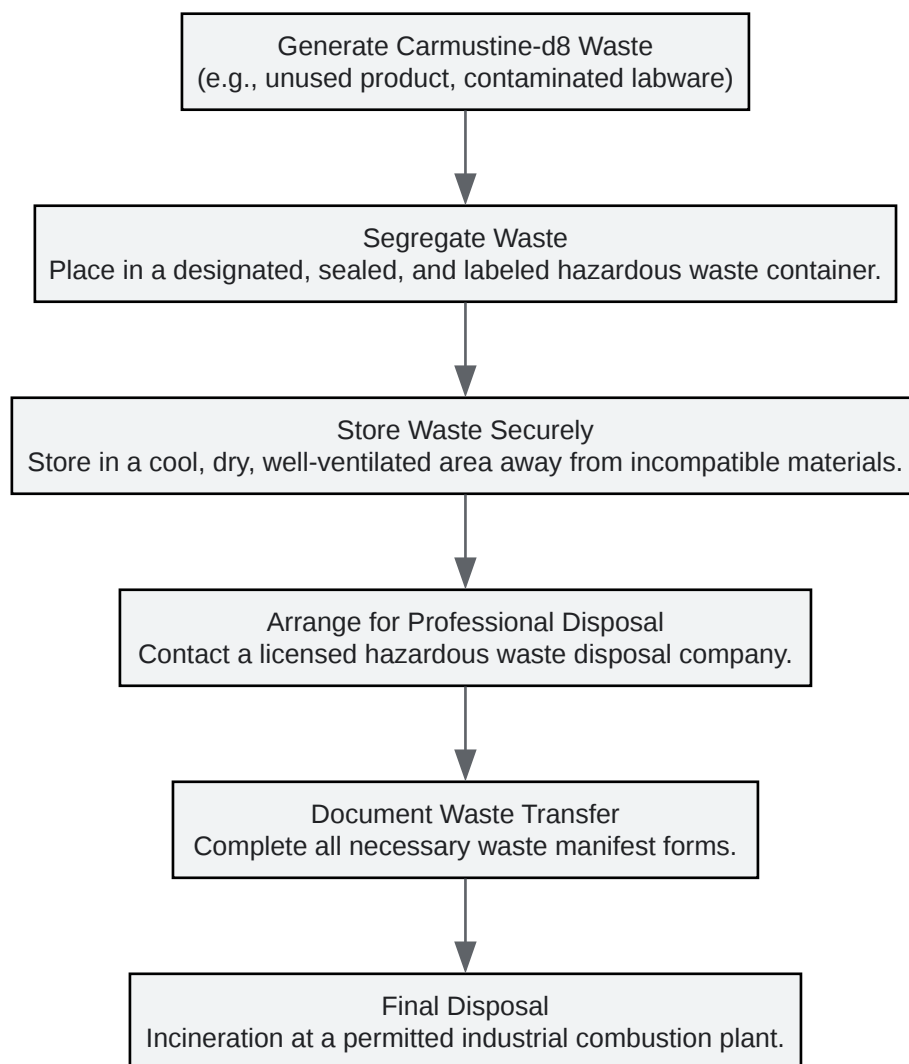 Generate Carmustine-d8 Waste
(e.g., unused product, contaminated labware)
Segregate Waste
Place in a designated, sealed, and labeled hazardous waste container.
Store Waste Securely
Store in a cool, dry, well-ventilated area away from incompatible materials.
Arrange for Professional Disposal
Contact a licensed hazardous waste disposal company.
Document Waste Transfer
Complete all necessary waste manifest forms.
Final Disposal
Incineration at a permitted industrial combustion plant.